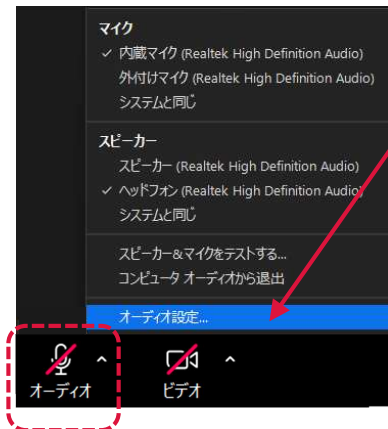 マイク
✓ 内蔵マイク (Realtek High Definition Audio)
外付けマイク (Realtek High Definition Audio)
システムと同じ
スピーカー
スピーカー (Realtek High Definition Audio)
✓ ヘッドフォン (Realtek High Definition Audio)
システムと同じ
スピーカー&マイクをテストする...
コンピュータ オーディオから退出
オーディオ設定...
オーディオ
ビデオ